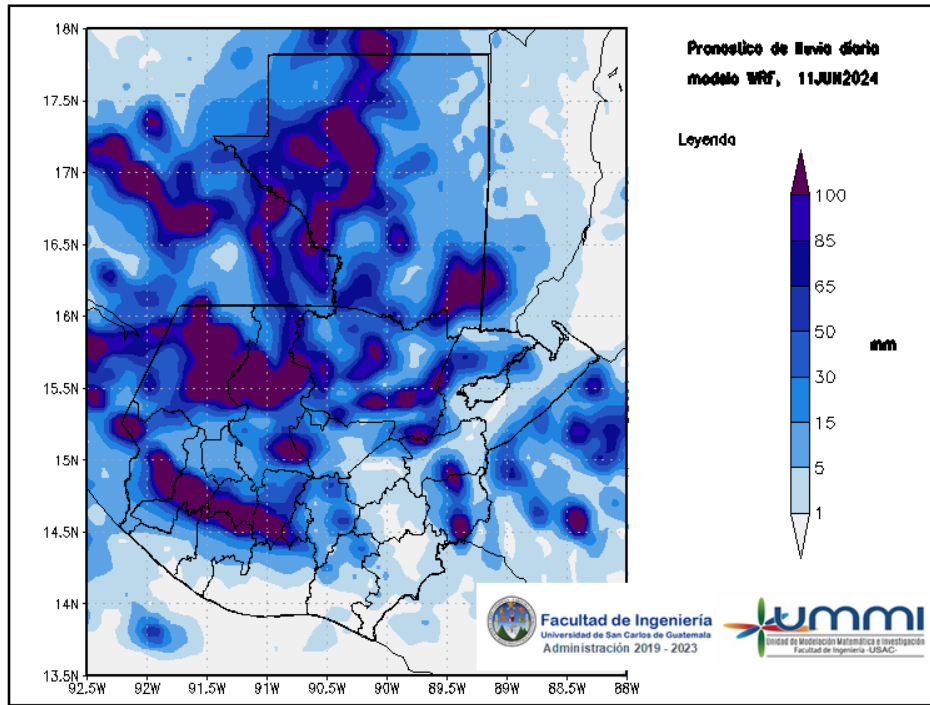 Pronostico de lluvia diaria
modelo WRF, 11JUN2024
Leyenda
100
85
65
50
30
15
5
1
mm
18N
17.5N
17N
16.5N
16N
15.5N
15N
14.5N
14N
13.5N
92.5W
92W
91.5W
91W
90.5W
90W
89.5W
89W
88.5W
88W
Facultad de Ingeniería
Universidad de San Carlos de Guatemala
Administración 2019 - 2023
UMMI
Unidad de Modelación Matemática e Investigación
Facultad de Ingeniería -USAC-